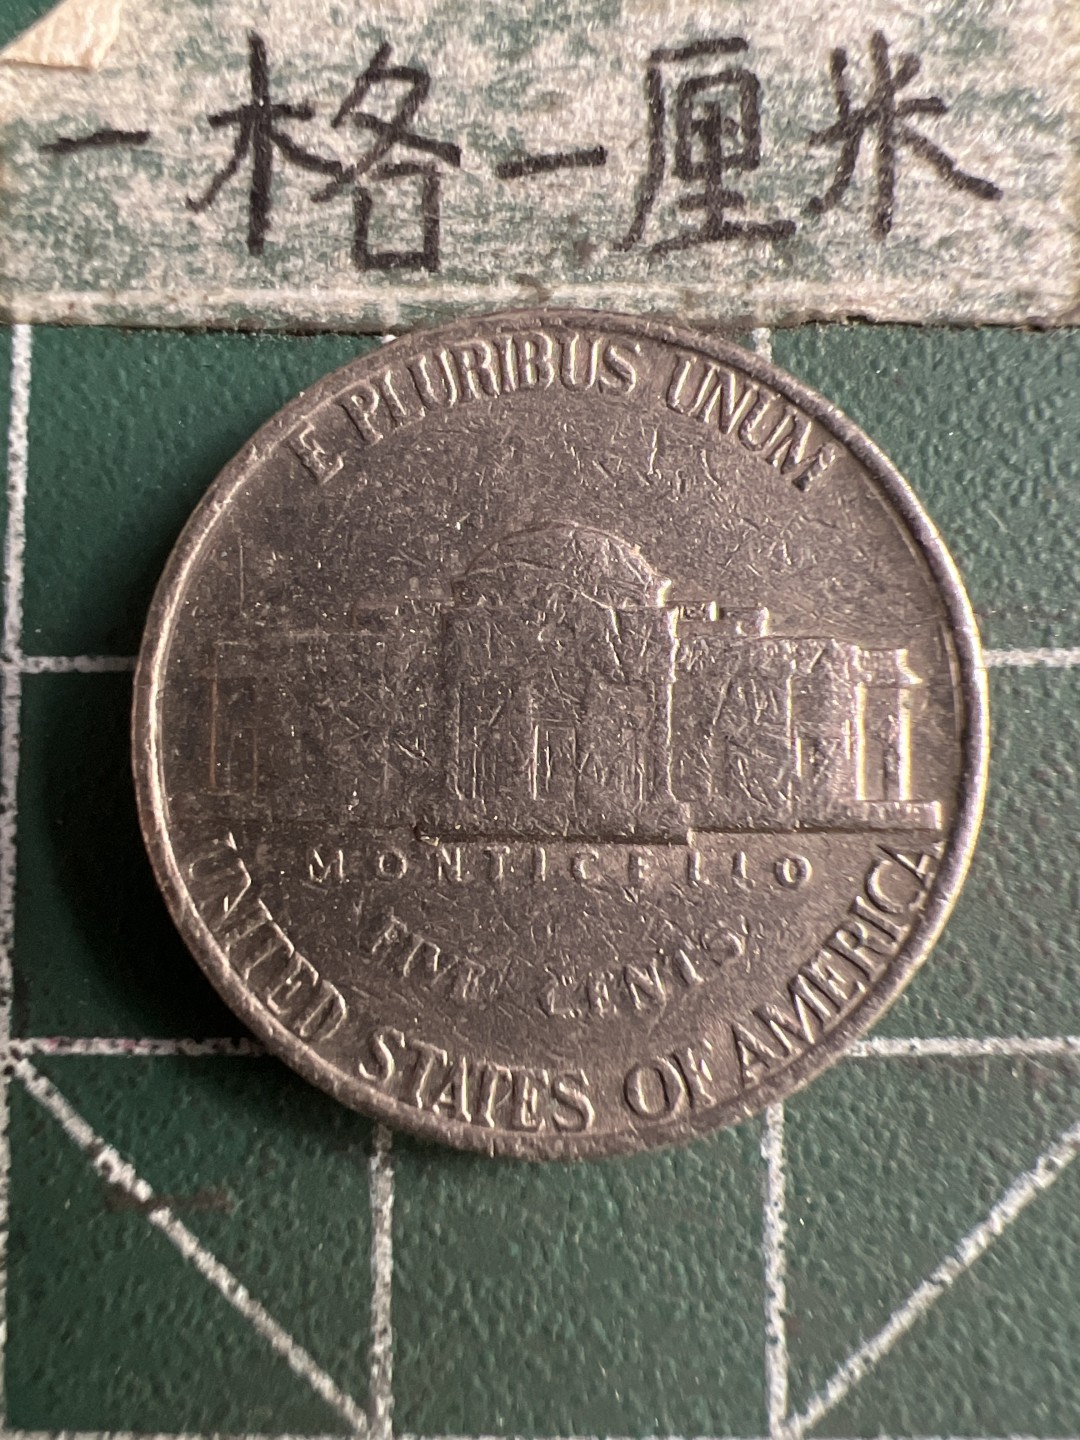 一格一厘米
E PLURIBUS UNUM
MONTICELLO
FIVE CENTS
UNITED STATES OF AMERICA